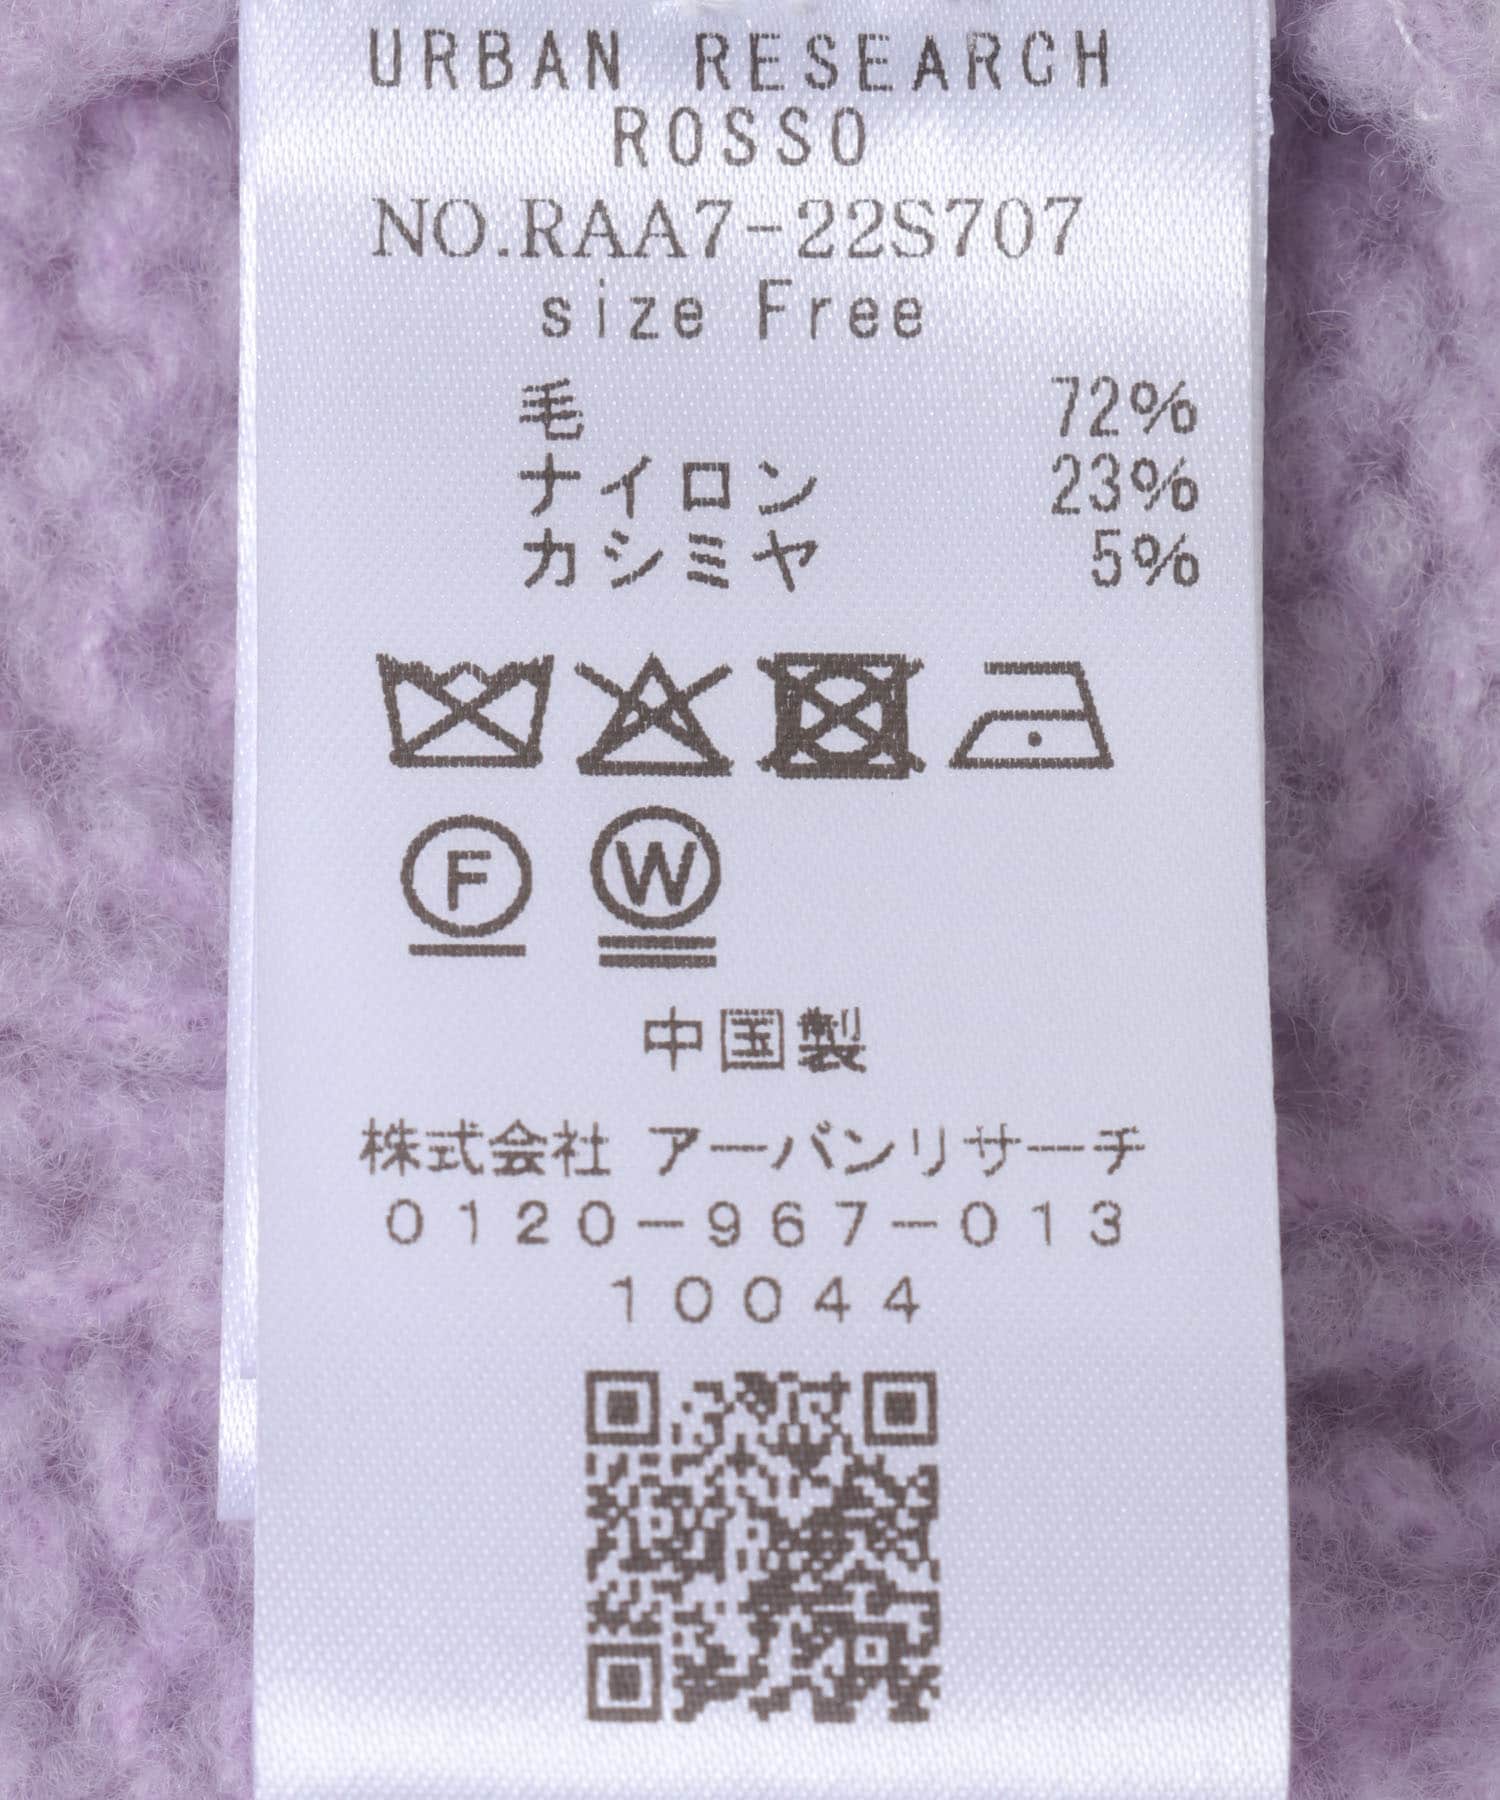 URBAN RESEARCH
ROSSO
NO.RAA7-22S707
size Free
毛 72%
ナイロン 23%
カシミヤ 5%
F W
中国製
株式会社 アーバンリサーチ
0120-967-013
10044